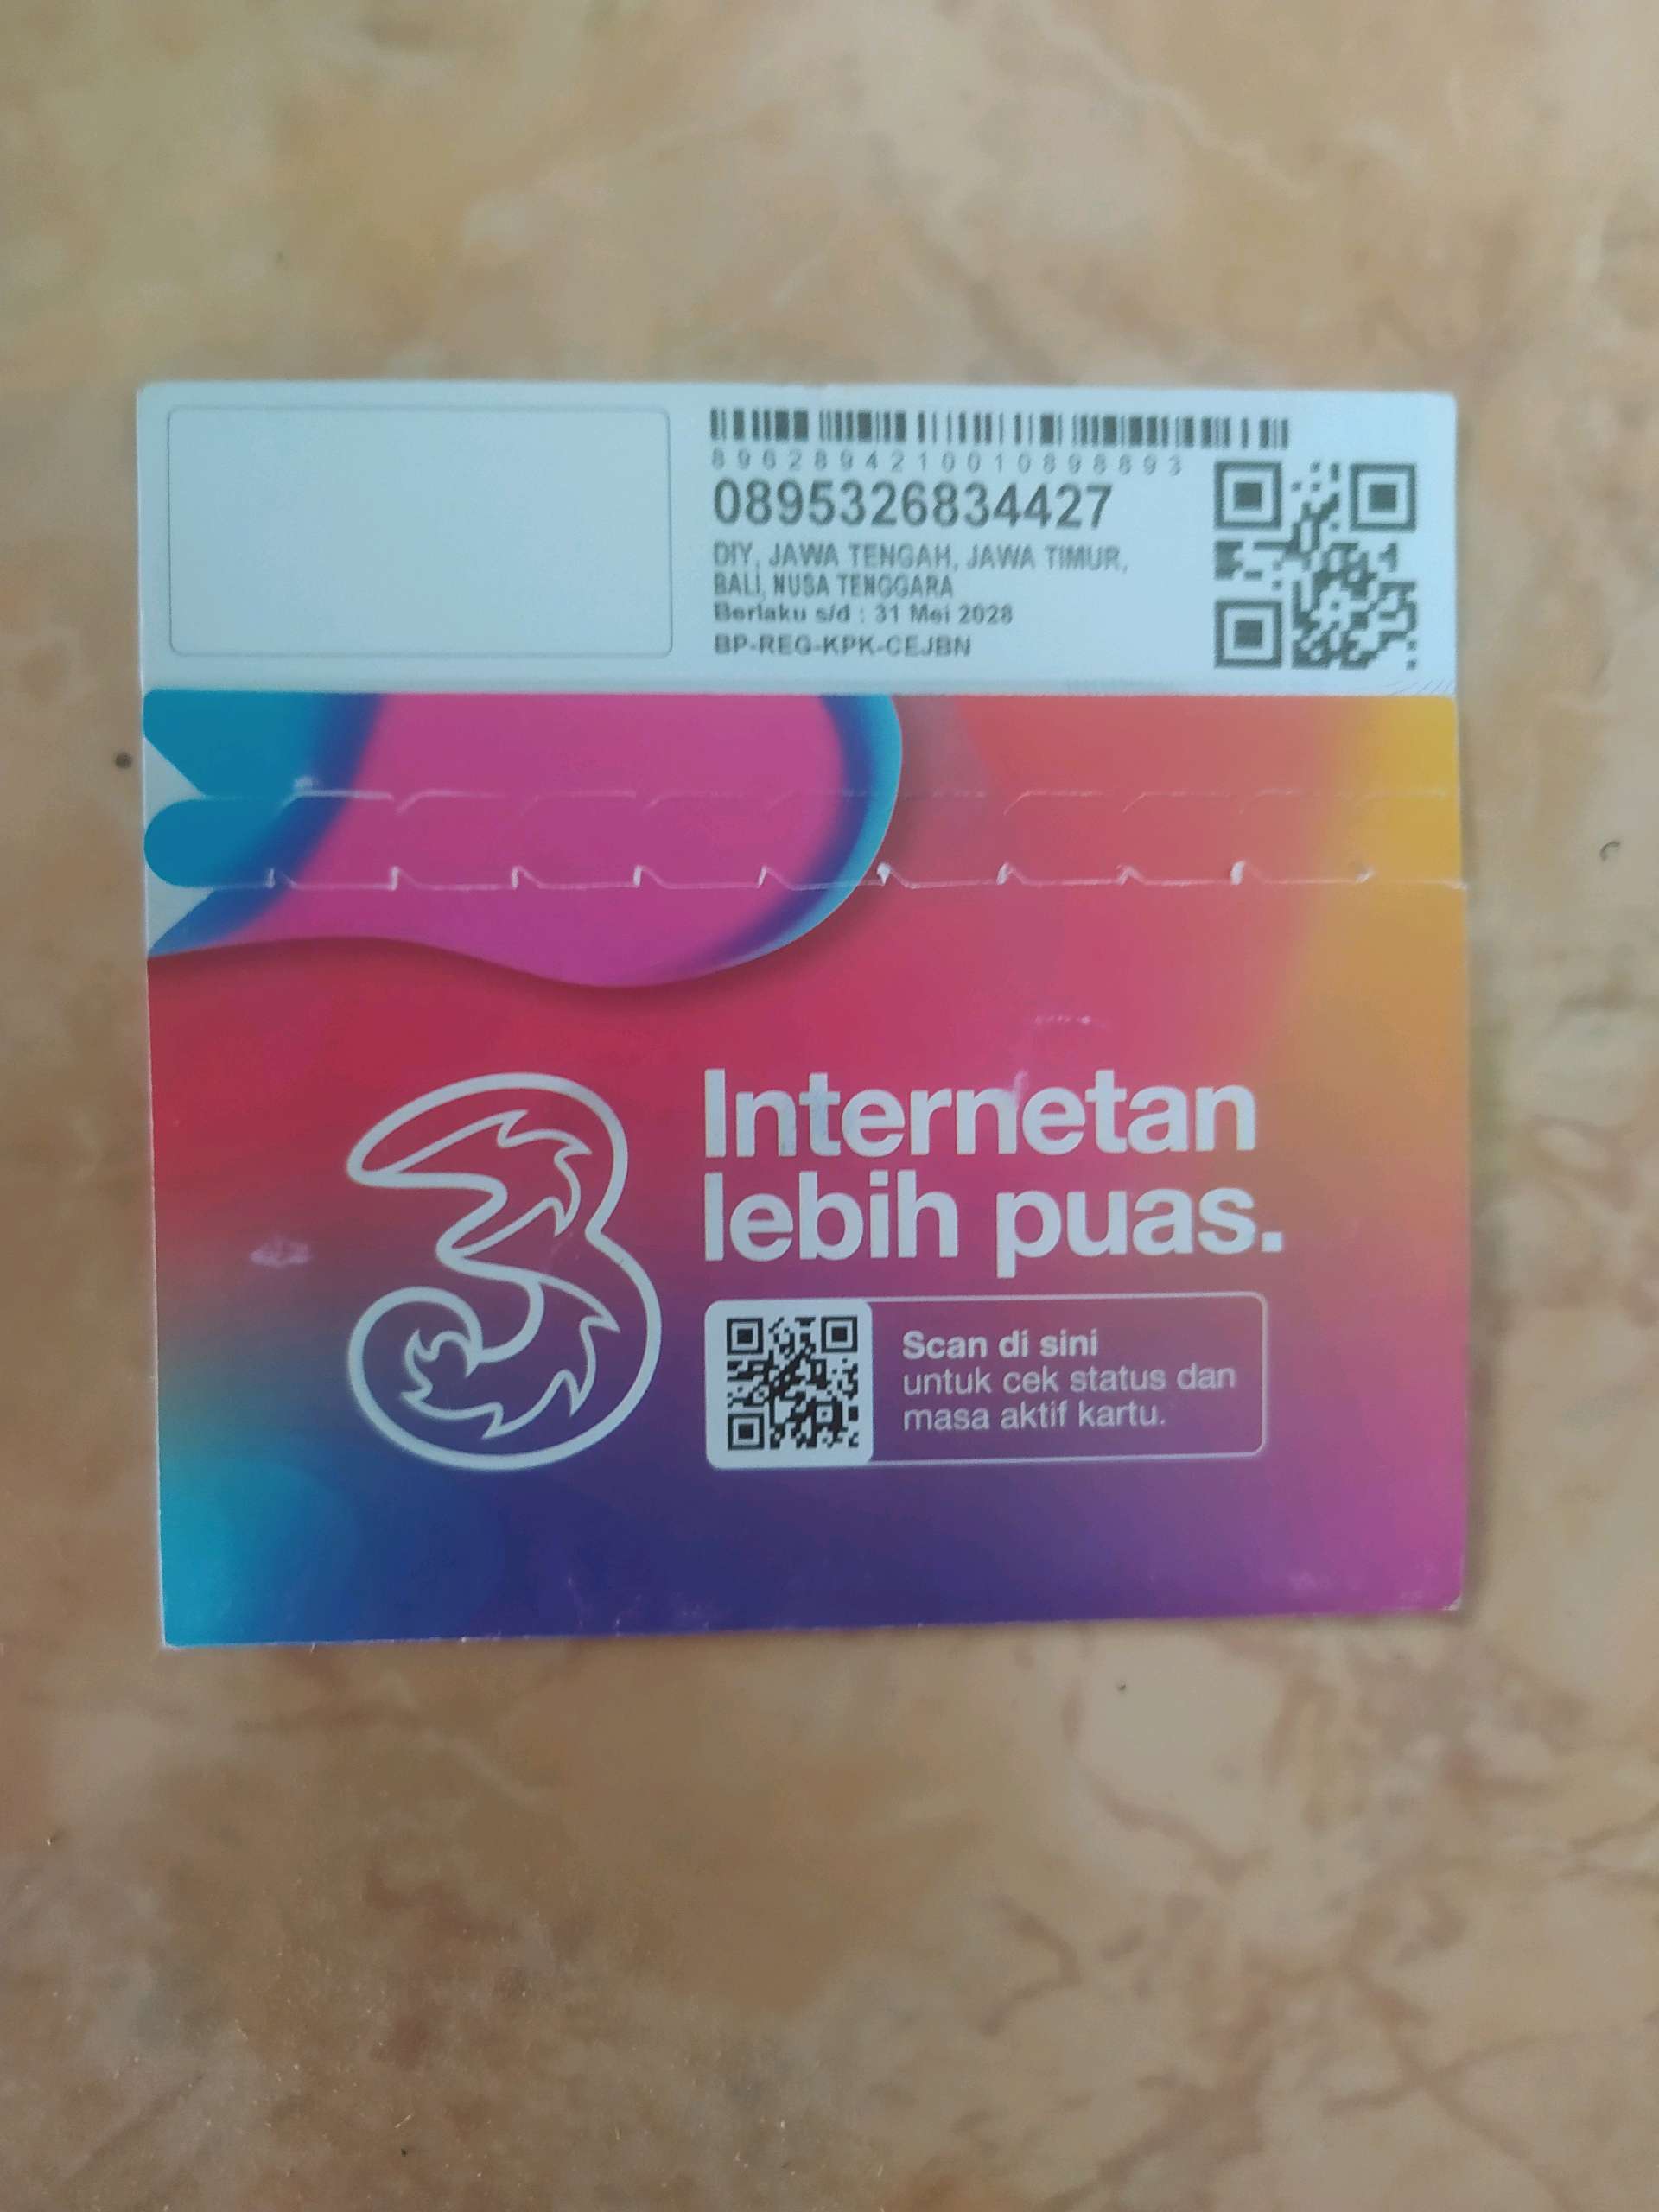 8962894210010898893
0895326834427
DIY, JAWA TENGAH, JAWA TIMUR,
BALI, NUSA TENGGARA
Berlaku s/d : 31 Mei 2028
BP-REG-KPK-CEJBN
3
Internetan
lebih puas.
Scan di sini
untuk cek status dan
masa aktif kartu.